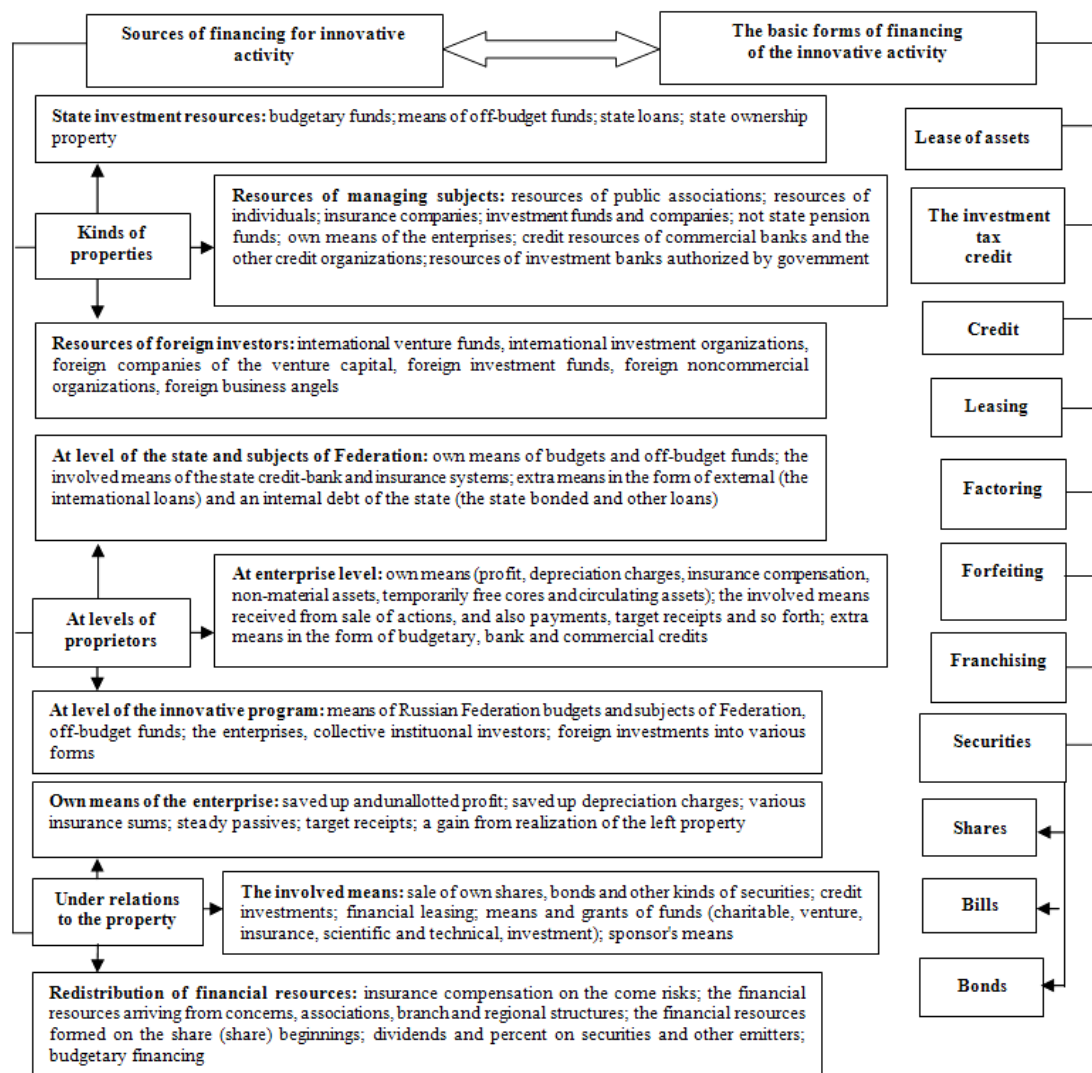 Sources of financing for innovative
activity
The basic forms of financing
of the innovative activity
State investment resources: budgetary funds; means of off-budget funds; state loans; state ownership
property
Kinds of
properties
Resources of managing subjects: resources of public associations; resources of
individuals; insurance companies; investment funds and companies; not state pension
funds; own means of the enterprises; credit resources of commercial banks and the
other credit organizations; resources of investment banks authorized by government
Resources of foreign investors: international venture funds, international investment organizations,
foreign companies of the venture capital, foreign investment funds, foreign noncommercial
organizations, foreign business angels
At level of the state and subjects of Federation: own means of budgets and off-budget funds; the
involved means of the state credit-bank and insurance systems; extra means in the form of external (the
international loans) and an internal debt of the state (the state bonded and other loans)
At levels of
proprietors
At enterprise level: own means (profit, depreciation charges, insurance compensation,
non-material assets, temporarily free cores and circulating assets); the involved means
received from sale of actions, and also payments, target receipts and so forth; extra
means in the form of budgetary, bank and commercial credits
At level of the innovative program: means of Russian Federation budgets and subjects of Federation,
off-budget funds; the enterprises, collective instituonal investors; foreign investments into various
forms
Own means of the enterprise: saved up and unallotted profit; saved up depreciation charges; various
insurance sums; steady passives; target receipts; a gain from realization of the left property
Under relations
to the property
The involved means: sale of own shares, bonds and other kinds of securities; credit
investments; financial leasing; means and grants of funds (charitable, venture,
insurance, scientific and technical, investment); sponsor's means
Redistribution of financial resources: insurance compensation on the come risks; the financial
resources arriving from concerns, associations, branch and regional structures; the financial resources
formed on the share (share) beginnings; dividends and percent on securities and other emitters;
budgetary financing
Lease of assets
The investment
tax
credit
Credit
Leasing
Factoring
Forfeiting
Franchising
Securities
Shares
Bills
Bonds